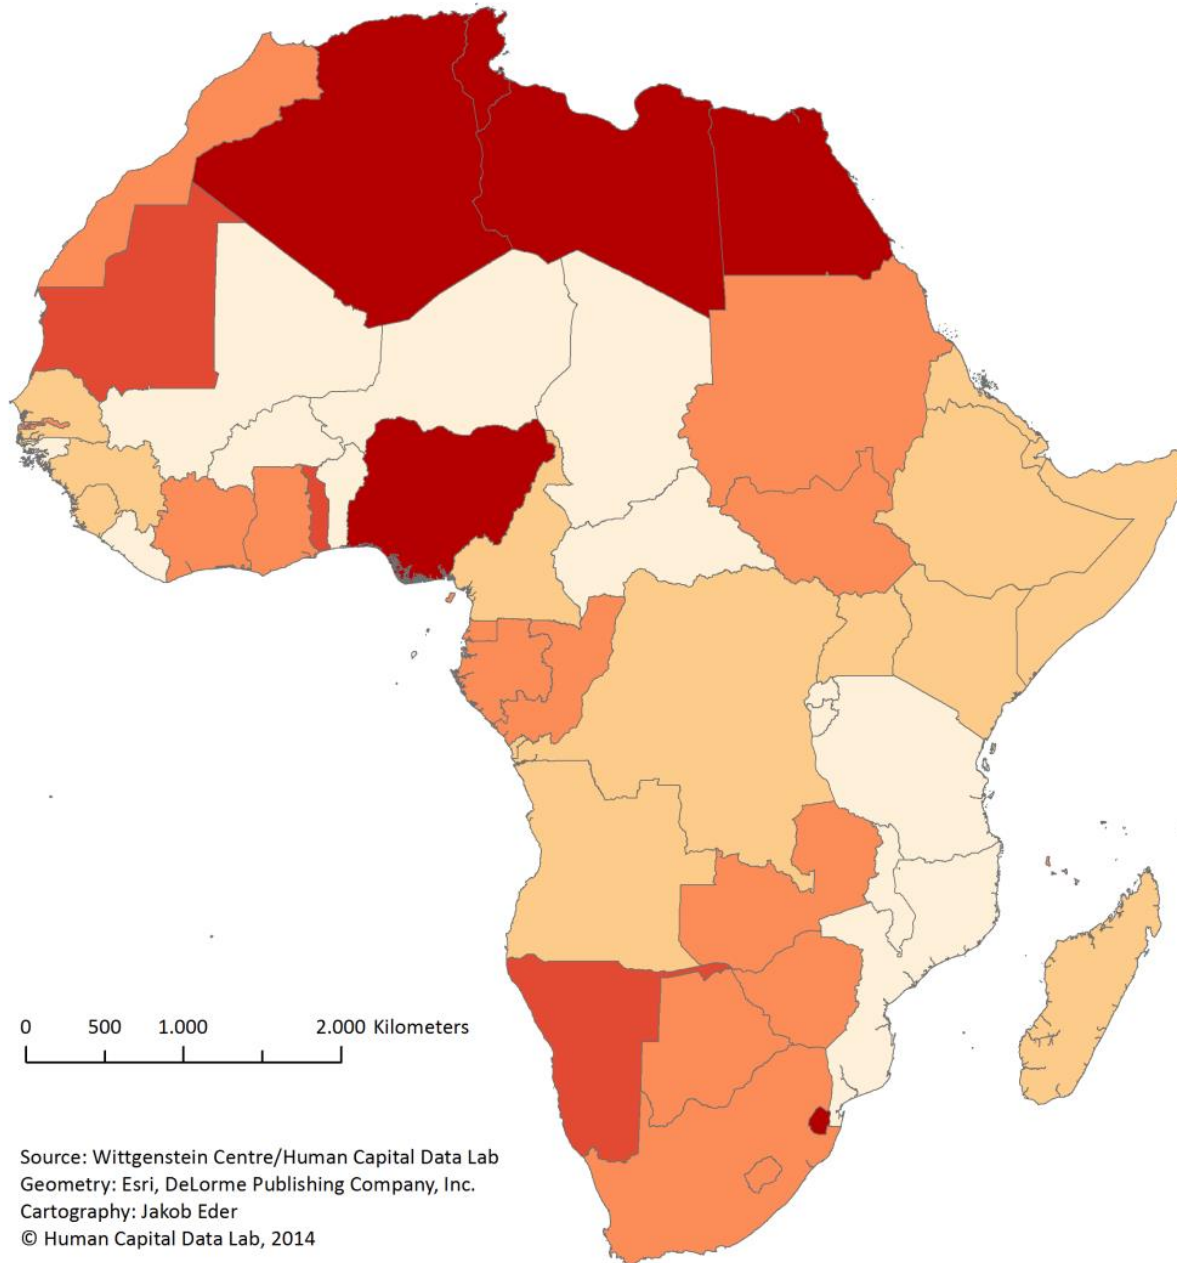 0 500 1.000 2.000 Kilometers
Source: Wittgenstein Centre/Human Capital Data Lab
Geometry: Esri, DeLorme Publishing Company, Inc.
Cartography: Jakob Eder
© Human Capital Data Lab, 2014